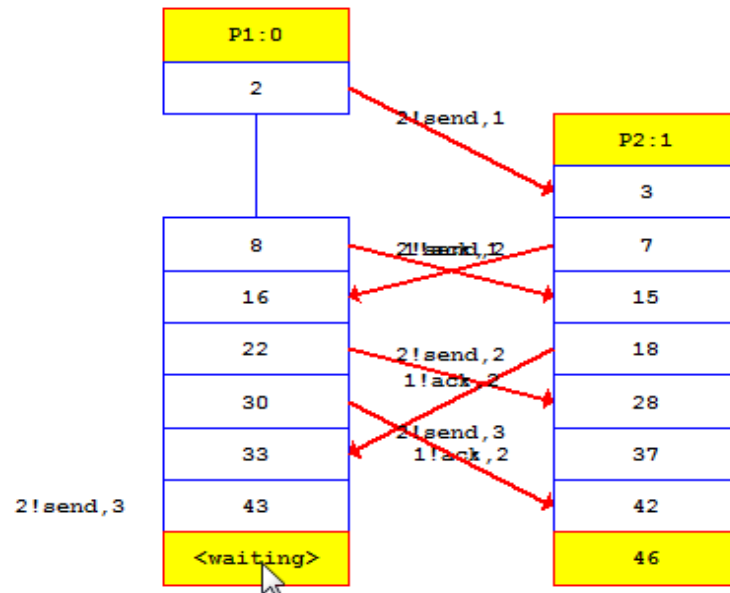 P1:0
2
2!send,1
P2:1
3
8
7
16
15
22
2!send,2
18
1!ack,2
30
28
2!send,3
33
1!ack,2
37
2!send,3
43
42
<waiting>
46